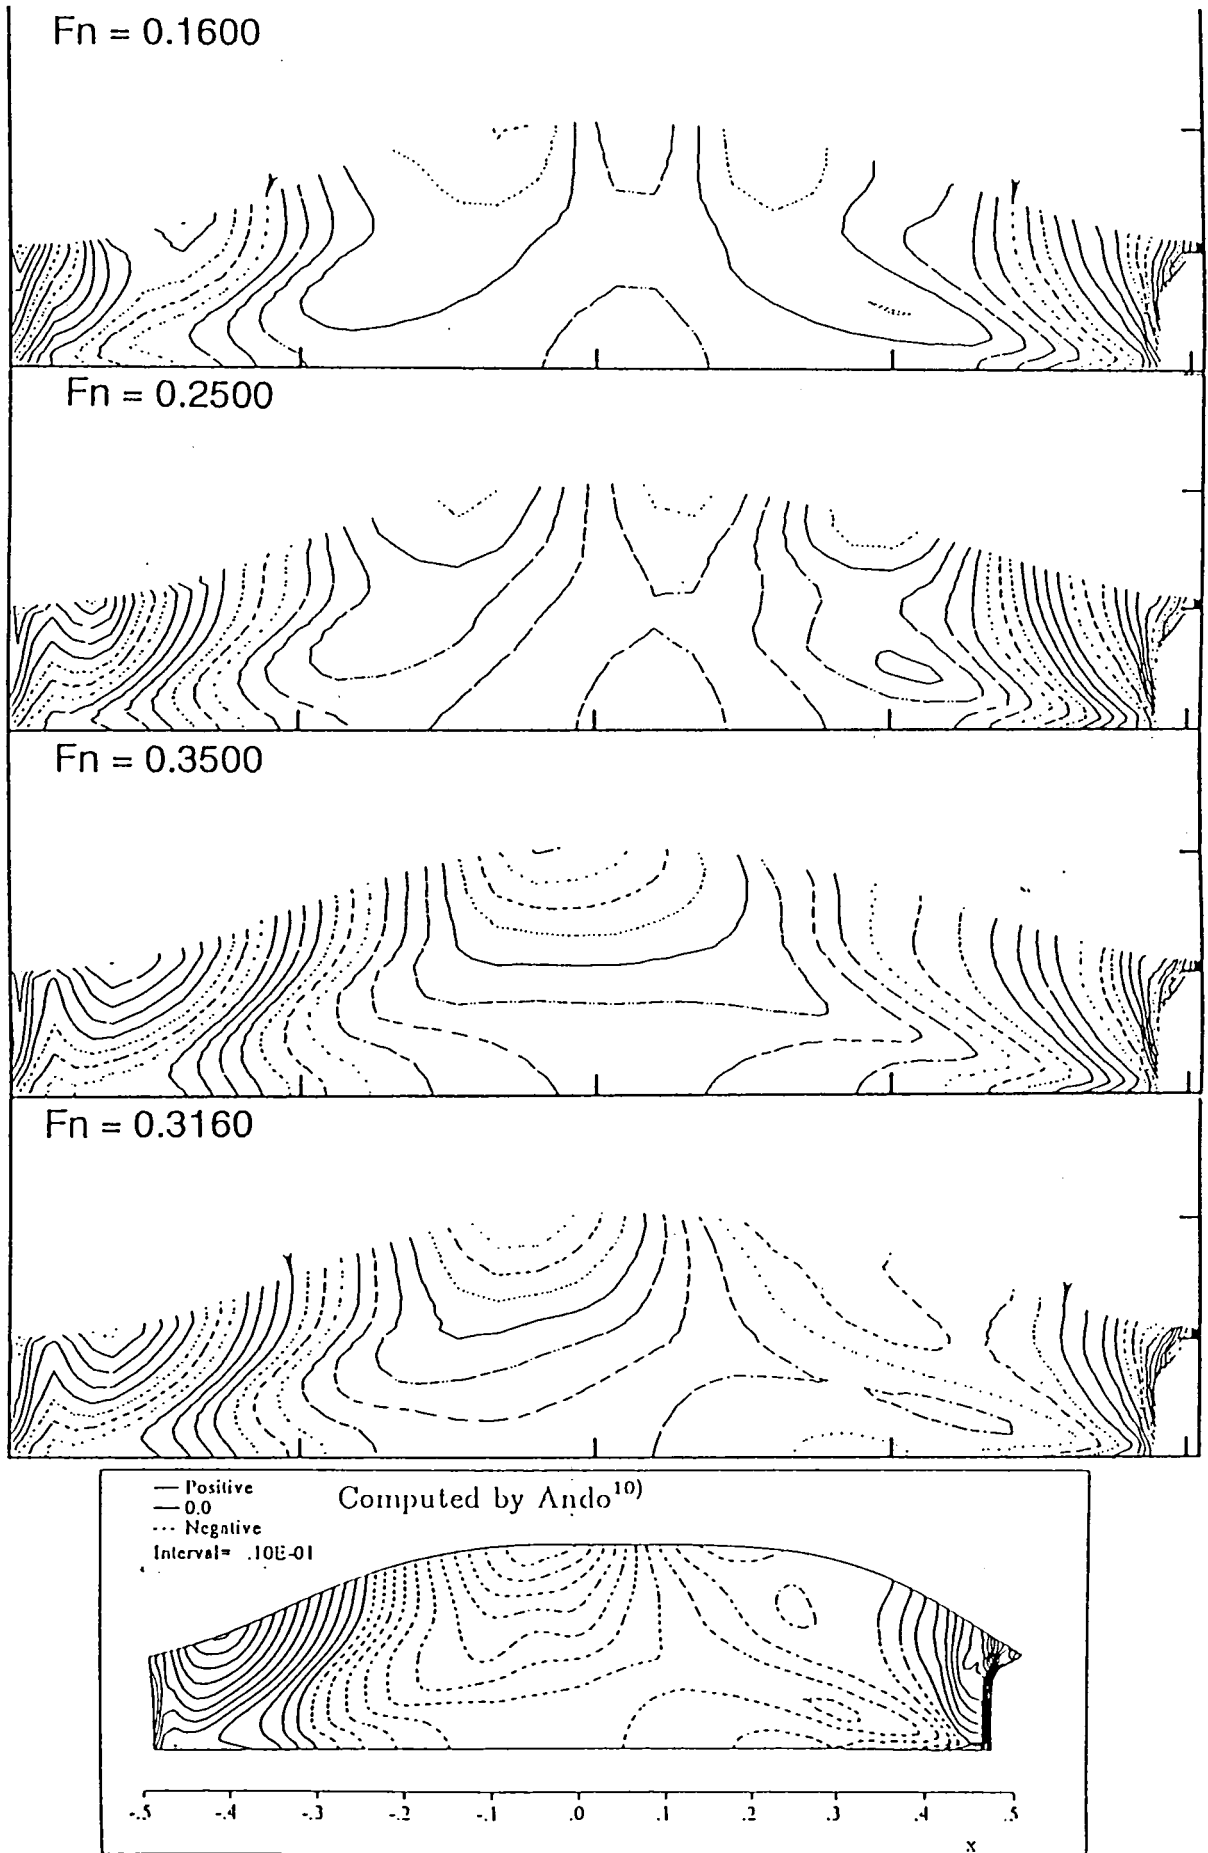 Fn = 0.1600
Fn = 0.2500
Fn = 0.3500
Fn = 0.3160
— Positive
— 0.0
--- Negative
Interval= .10E-01
Computed by Ando¹⁰⁾
-.5 -.4 -.3 -.2 -.1 .0 .1 .2 .3 .4 .5
x